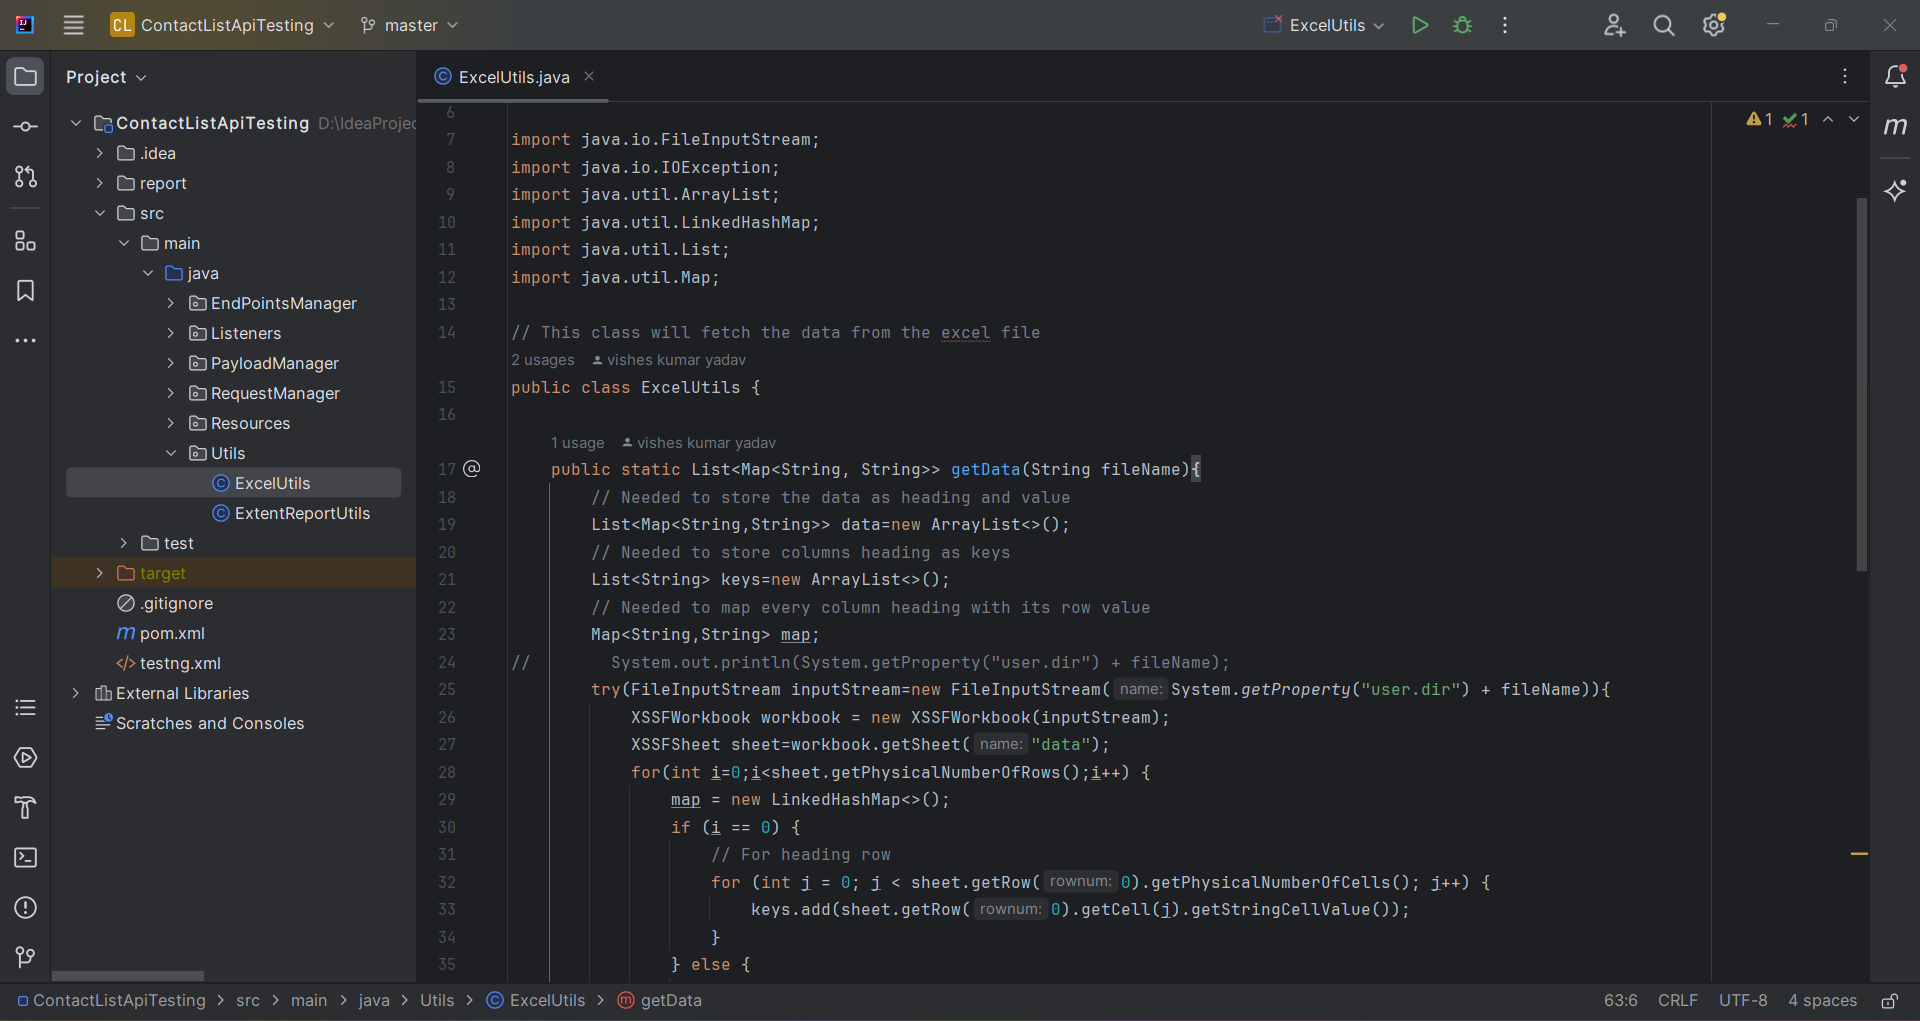 CL ContactListApiTesting master ExcelUtils
Project
ExcelUtils.java
ContactListApiTesting D:\IdeaProjec
.idea
report
src
main
java
EndPointsManager
Listeners
PayloadManager
RequestManager
Resources
Utils
ExcelUtils
ExtentReportUtils
test
target
.gitignore
m pom.xml
</> testng.xml
External Libraries
Scratches and Consoles
1 1
6
7 import java.io.FileInputStream;
8 import java.io.IOException;
9 import java.util.ArrayList;
10 import java.util.LinkedHashMap;
11 import java.util.List;
12 import java.util.Map;
13
14 // This class will fetch the data from the excel file
2 usages vishes kumar yadav
15 public class ExcelUtils {
16
1 usage vishes kumar yadav
17 @ public static List<Map<String, String>> getData(String fileName){
18 // Needed to store the data as heading and value
19 List<Map<String,String>> data=new ArrayList<>();
20 // Needed to store columns heading as keys
21 List<String> keys=new ArrayList<>();
22 // Needed to map every column heading with its row value
23 Map<String,String> map;
24 // System.out.println(System.getProperty("user.dir") + fileName);
25 try(FileInputStream inputStream=new FileInputStream( name: System.getProperty("user.dir") + fileName)){
26 XSSFWorkbook workbook = new XSSFWorkbook(inputStream);
27 XSSFSheet sheet=workbook.getSheet( name: "data");
28 for(int i=0;i<sheet.getPhysicalNumberOfRows();i++) {
29 map = new LinkedHashMap<>();
30 if (i == 0) {
31 // For heading row
32 for (int j = 0; j < sheet.getRow( rownum: 0).getPhysicalNumberOfCells(); j++) {
33 keys.add(sheet.getRow( rownum: 0).getCell(j).getStringCellValue());
34 }
35 } else {
ContactListApiTesting > src > main > java > Utils > ExcelUtils > getData
63:6 CRLF UTF-8 4 spaces